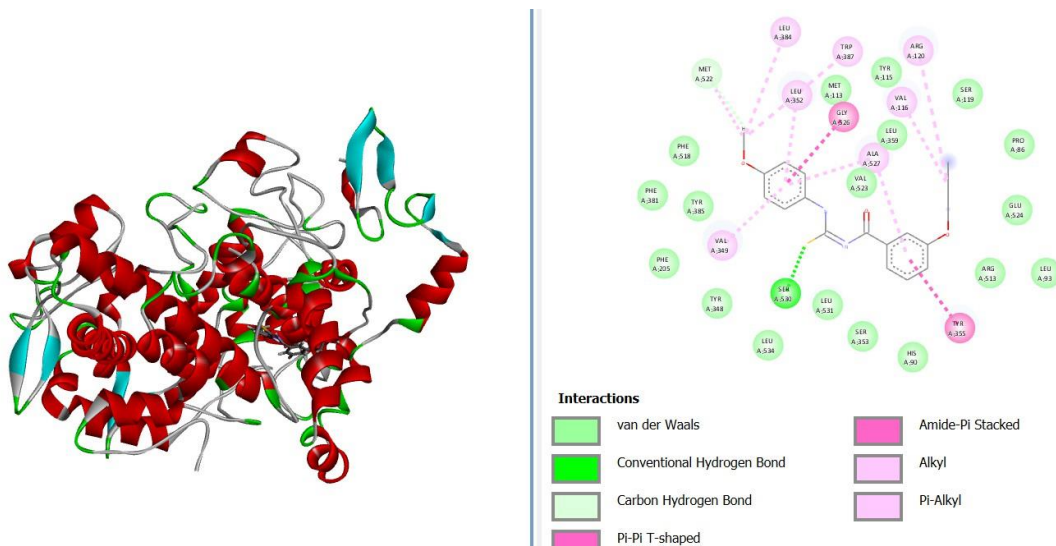 LEU
A:384
TRP
A:387
ARG
A:120
MET
A:522
TYR
A:115
LEU
A:352
MET
A:113
SER
A:119
VAL
A:116
GLY
A:526
PHE
A:518
LEU
A:359
PRO
A:86
ALA
A:527
VAL
A:523
PHE
A:381
TYR
A:385
GLU
A:524
VAL
A:349
PHE
A:205
ARG
A:513
LEU
A:93
SER
A:530
TYR
A:348
LEU
A:531
TYR
A:355
LEU
A:534
SER
A:353
HIS
A:90
Interactions
van der Waals
Conventional Hydrogen Bond
Carbon Hydrogen Bond
Pi-Pi T-shaped
Amide-Pi Stacked
Alkyl
Pi-Alkyl